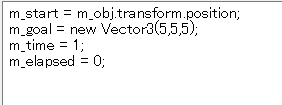 m_start = m_obj.transform.position;
m_goal = new Vector3(5,5,5);
m_time = 1;
m_elapsed = 0;